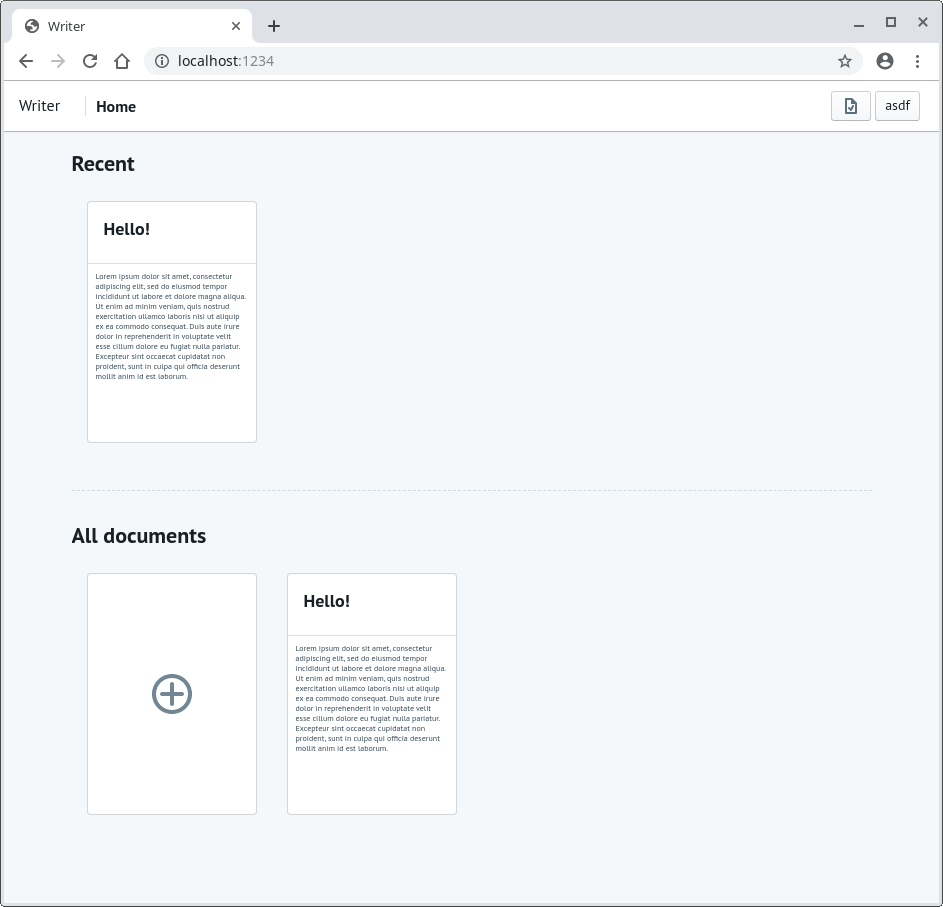 Writer
localhost:1234
Writer
Home
asdf
Recent
Hello!
Lorem ipsum dolor sit amet, consectetur
adipiscing elit, sed do eiusmod tempor
incididunt ut labore et dolore magna aliqua.
Ut enim ad minim veniam, quis nostrud
exercitation ullamco laboris nisi ut aliquip
ex ea commodo consequat. Duis aute irure
dolor in reprehenderit in voluptate velit
esse cillum dolore eu fugiat nulla pariatur.
Excepteur sint occaecat cupidatat non
proident, sunt in culpa qui officia deserunt
mollit anim id est laborum.
All documents
Hello!
Lorem ipsum dolor sit amet, consectetur
adipiscing elit, sed do eiusmod tempor
incididunt ut labore et dolore magna aliqua.
Ut enim ad minim veniam, quis nostrud
exercitation ullamco laboris nisi ut aliquip
ex ea commodo consequat. Duis aute irure
dolor in reprehenderit in voluptate velit
esse cillum dolore eu fugiat nulla pariatur.
Excepteur sint occaecat cupidatat non
proident, sunt in culpa qui officia deserunt
mollit anim id est laborum.